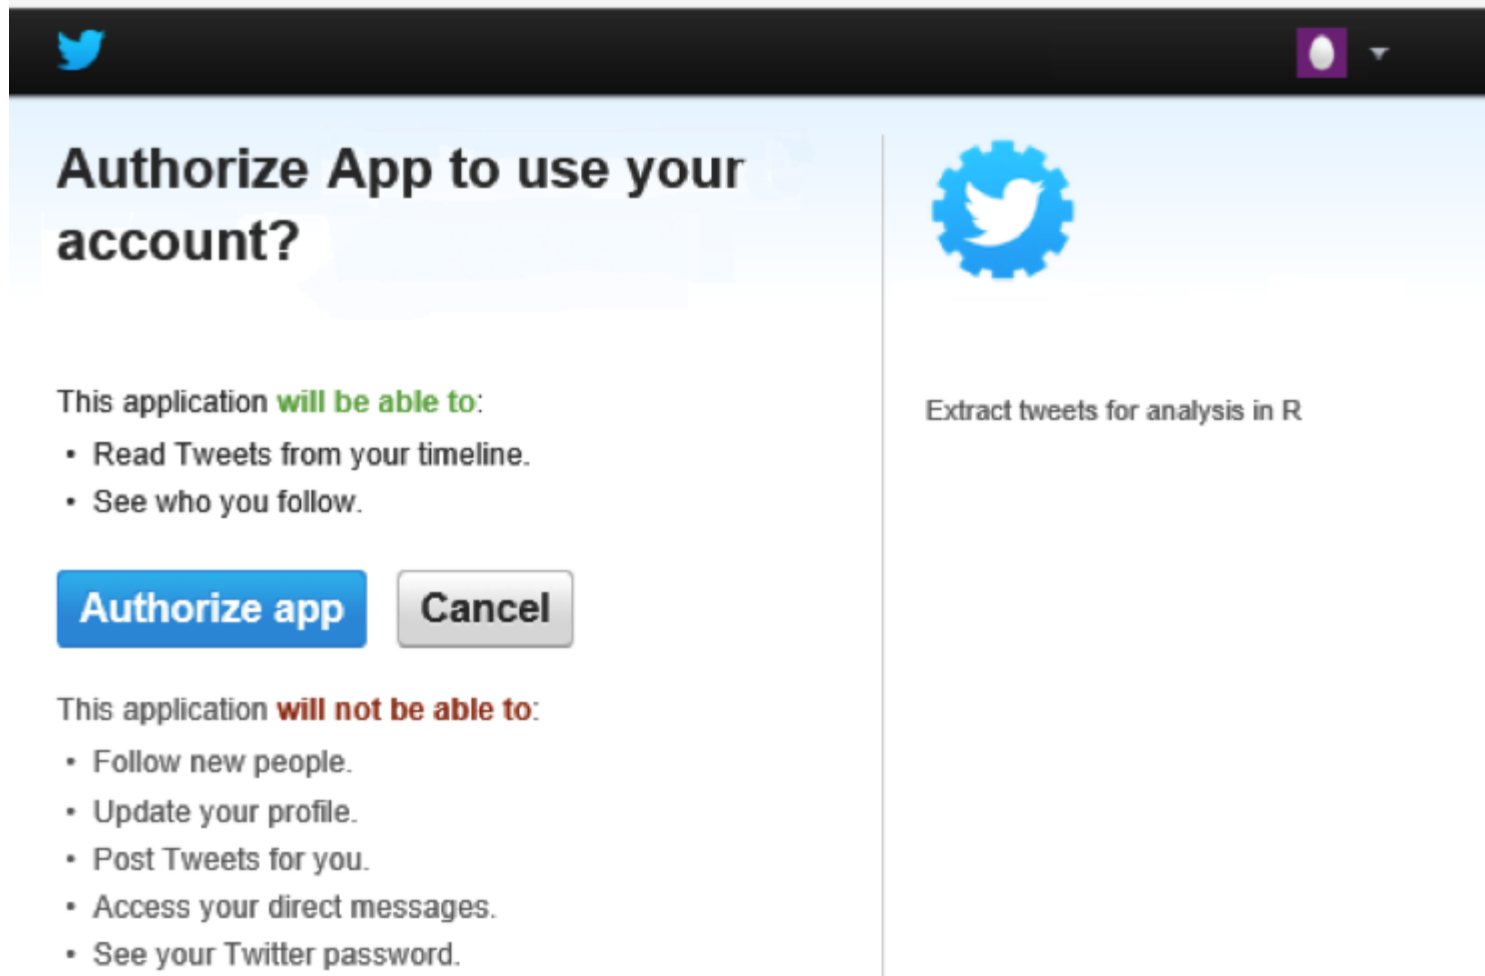 Authorize App to use your
account?
This application will be able to:
• Read Tweets from your timeline.
• See who you follow.
Authorize app
Cancel
This application will not be able to:
• Follow new people.
• Update your profile.
• Post Tweets for you.
• Access your direct messages.
• See your Twitter password.
Extract tweets for analysis in R